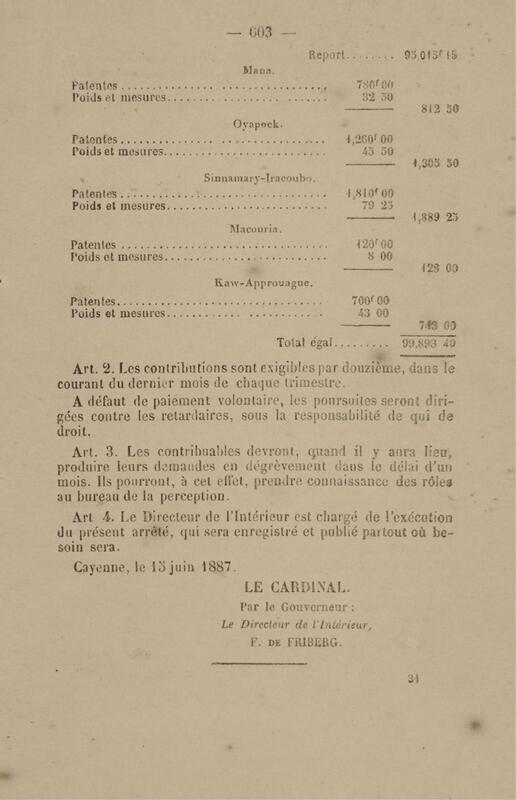 — 603 —
Report........ 95,015f 15
Mana.
Patentes.............................. 780f 00
Poids et mesures........................ 32 50
812 50
Oyapock.
Patentes.............................. 1,260f 00
Poids et mesures........................ 45 50
1,305 50
Sinnamary-Iracoubo.
Patentes.............................. 1,810f 00
Poids et mesures........................ 79 25
1,889 25
Macouria.
Patentes.............................. 120f 00
Poids et mesures........................ 8 00
128 00
Kaw-Approuague.
Patentes.............................. 700f 00
Poids et mesures........................ 43 00
743 00
Total égal......... 99,893 40
Art. 2. Les contributions sont exigibles par douzième, dans le
courant du dernier mois de chaque trimestre.
A défaut de paiement volontaire, les poursuites seront diri-
gées contre les retardaires, sous la responsabilité de qui de
droit.
Art. 3. Les contribuables devront, quand il y aura lieu,
produire leurs demandes en dégrèvement dans le délai d'un
mois. Ils pourront, à cet effet, prendre connaissance des rôles
au bureau de la perception.
Art 4. Le Directeur de l'Intérieur est chargé de l'exécution
du présent arrêté, qui sera enregistré et publié partout où be-
soin sera.
Cayenne, le 15 juin 1887.
LE CARDINAL.
Par le Gouverneur :
Le Directeur de l'Intérieur,
F. DE FRIBERG.
34